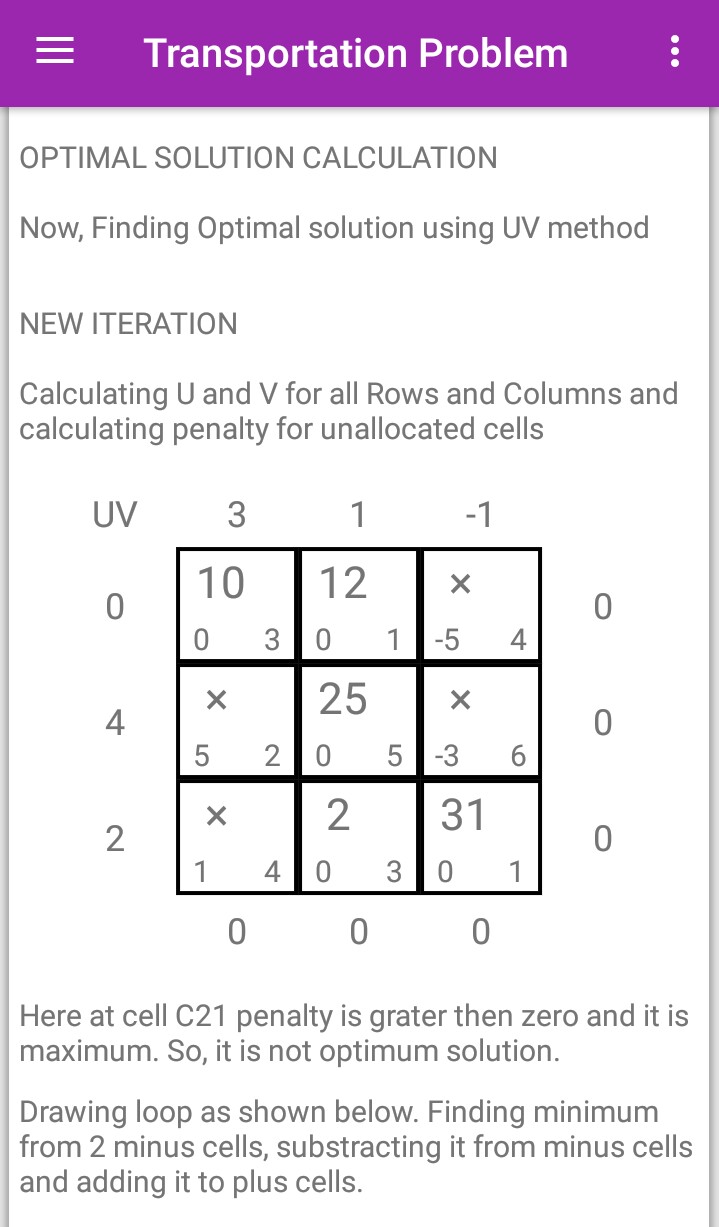 Transportation Problem
OPTIMAL SOLUTION CALCULATION
Now, Finding Optimal solution using UV method
NEW ITERATION
Calculating U and V for all Rows and Columns and
calculating penalty for unallocated cells
UV 3 1 -1
10 12 ×
0 0
0 3 0 1 -5 4
× 25 ×
4 0
5 2 0 5 -3 6
× 2 31
2 0
1 4 0 3 0 1
0 0 0
Here at cell C21 penalty is grater then zero and it is
maximum. So, it is not optimum solution.
Drawing loop as shown below. Finding minimum
from 2 minus cells, substracting it from minus cells
and adding it to plus cells.